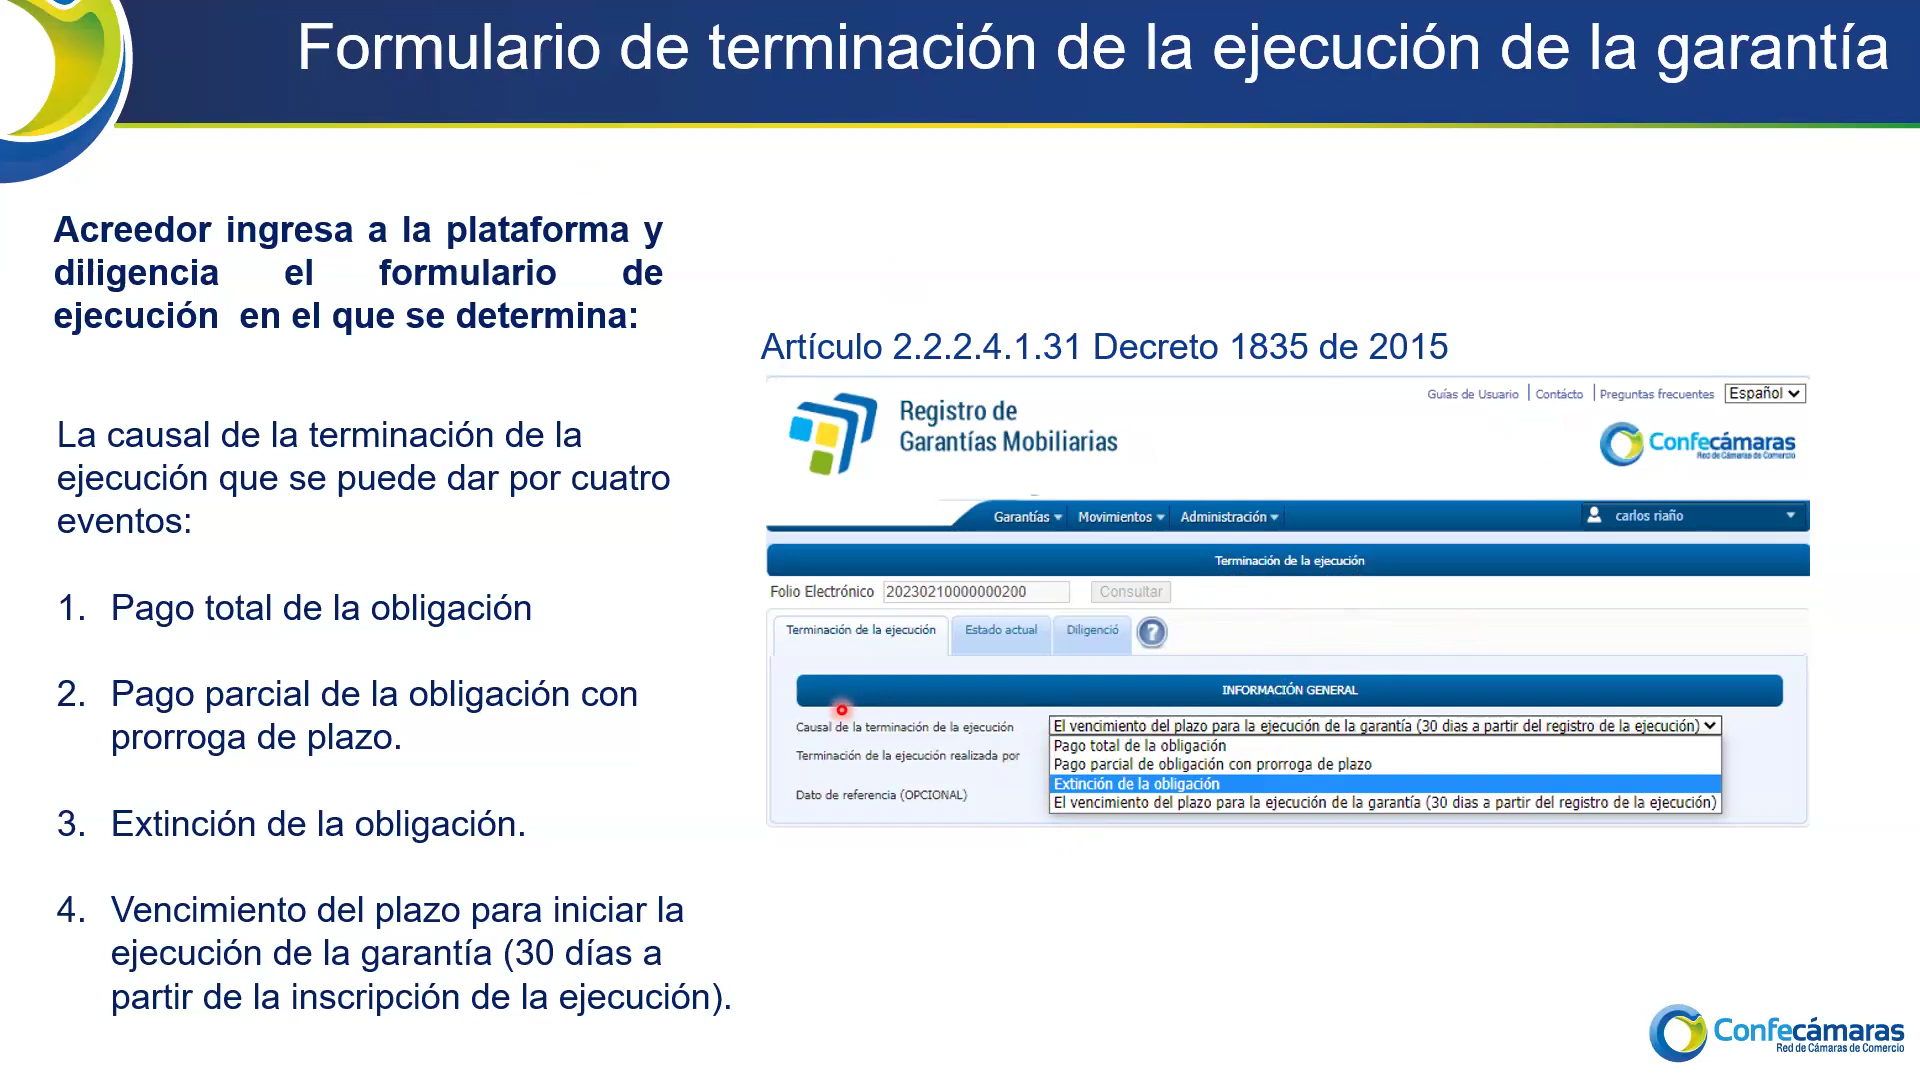 Formulario de terminación de la ejecución de la garantía
Acreedor ingresa a la plataforma y
diligencia el formulario de
ejecución en el que se determina:
La causal de la terminación de la
ejecución que se puede dar por cuatro
eventos:
1. Pago total de la obligación
2. Pago parcial de la obligación con
prorroga de plazo.
3. Extinción de la obligación.
4. Vencimiento del plazo para iniciar la
ejecución de la garantía (30 días a
partir de la inscripción de la ejecución).
Artículo 2.2.2.4.1.31 Decreto 1835 de 2015
Guías de Usuario Contácto Preguntas frecuentes Español
Registro de
Garantías Mobiliarias
Confecámaras
Red de Cámaras de Comercio
Garantías Movimientos Administración carlos riaño
Terminación de la ejecución
Folio Electrónico 20230210000000200 Consultar
Terminación de la ejecución Estado actual Diligenció ?
INFORMACIÓN GENERAL
Causal de la terminación de la ejecución El vencimiento del plazo para la ejecución de la garantía (30 dias a partir del registro de la ejecución)
Pago total de la obligación
Terminación de la ejecución realizada por
Pago parcial de obligación con prorroga de plazo
Extinción de la obligación
Dato de referencia (OPCIONAL)
El vencimiento del plazo para la ejecución de la garantía (30 dias a partir del registro de la ejecución)
Confecámaras
Red de Cámaras de Comercio